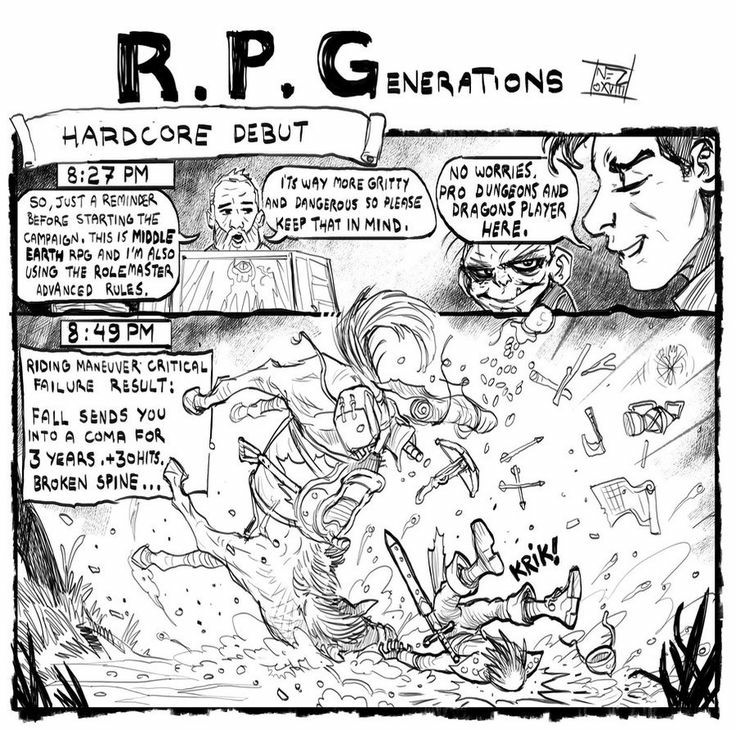 R.P.GENERATIONS
HARDCORE DEBUT
8:27 PM
SO, JUST A REMINDER
BEFORE STARTING THE
CAMPAIGN. THIS IS MIDDLE
EARTH RPG AND I'M ALSO
USING THE ROLEMASTER
ADVANCED RULES.
ITS WAY MORE GRITTY
AND DANGEROUS SO PLEASE
KEEP THAT IN MIND.
NO WORRIES.
PRO DUNGEONS AND
DRAGONS PLAYER
HERE.
8:49 PM
RIDING MANEUVER CRITICAL
FAILURE RESULT:
FALL SENDS YOU
INTO A COMA FOR
3 YEARS.+30HITS.
BROKEN SPINE...
KRIK!